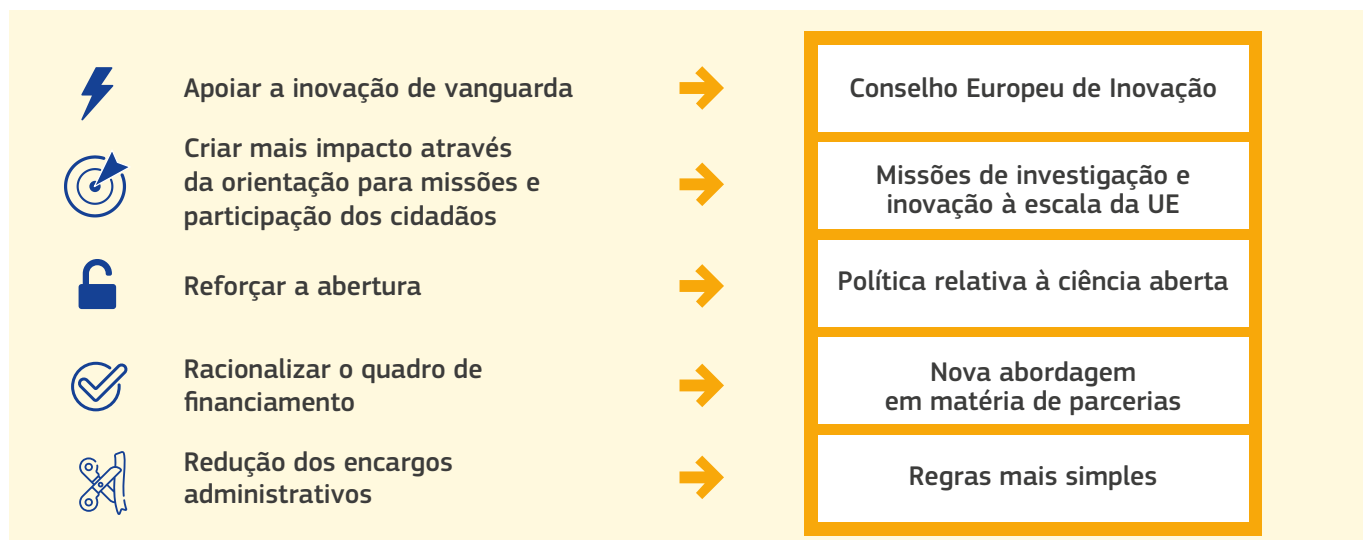 Apoiar a inovação de vanguarda
Conselho Europeu de Inovação
Criar mais impacto através
da orientação para missões e
participação dos cidadãos
Missões de investigação e
inovação à escala da UE
Reforçar a abertura
Política relativa à ciência aberta
Racionalizar o quadro de
financiamento
Nova abordagem
em matéria de parcerias
Redução dos encargos
administrativos
Regras mais simples